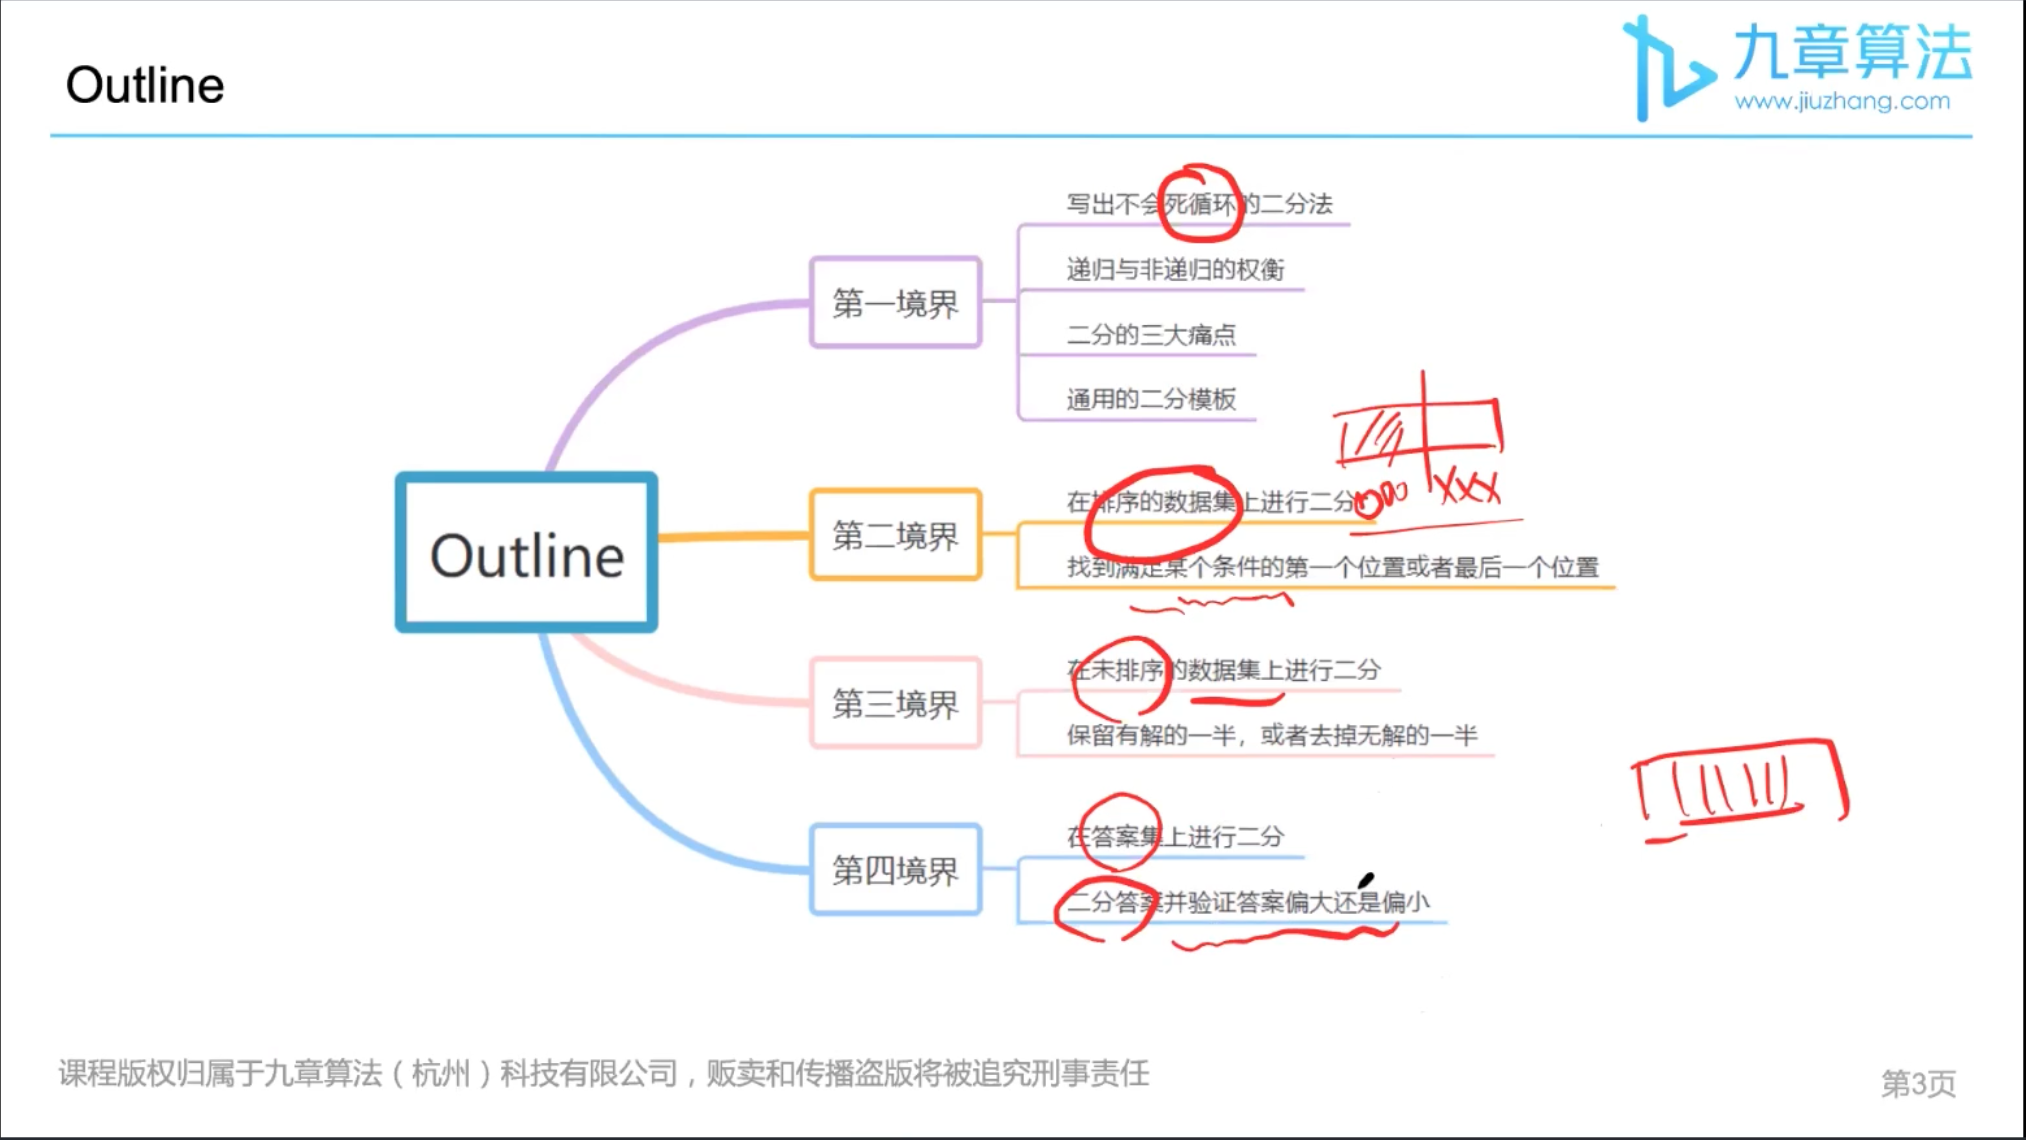 Outline
九章算法
www.jiuzhang.com
写出不会死循环的二分法
递归与非递归的权衡
第一境界
二分的三大痛点
通用的二分模板
在排序的数据集上进行二分
OOO XXX
第二境界
Outline
找到满足某个条件的第一个位置或者最后一个位置
在未排序的数据集上进行二分
第三境界
保留有解的一半，或者去掉无解的一半
在答案集上进行二分
第四境界
二分答案并验证答案偏大还是偏小
课程版权归属于九章算法（杭州）科技有限公司，贩卖和传播盗版将被追究刑事责任
第3页